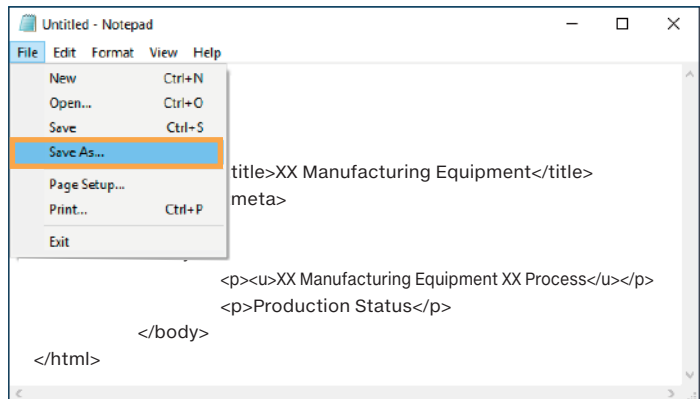 Untitled - Notepad
File Edit Format View Help
New Ctrl+N
Open... Ctrl+O
Save Ctrl+S
Save As...
title>XX Manufacturing Equipment</title>
Page Setup...
meta>
Print... Ctrl+P
Exit
<p><u>XX Manufacturing Equipment XX Process</u></p>
<p>Production Status</p>
</body>
</html>